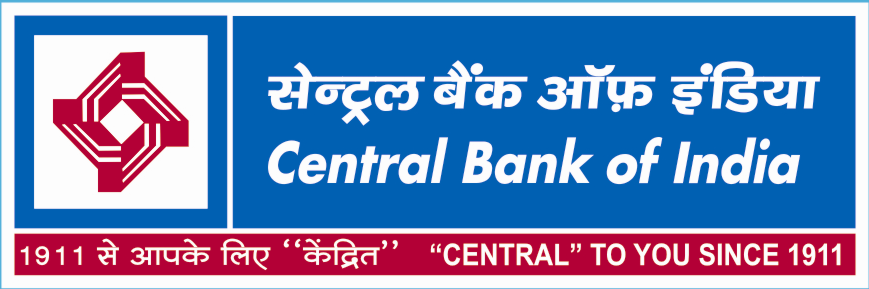 सेन्ट्रल बैंक ऑफ़ इंडिया
Central Bank of India
1911 से आपके लिए ‘‘केंद्रित’’ “CENTRAL” TO YOU SINCE 1911